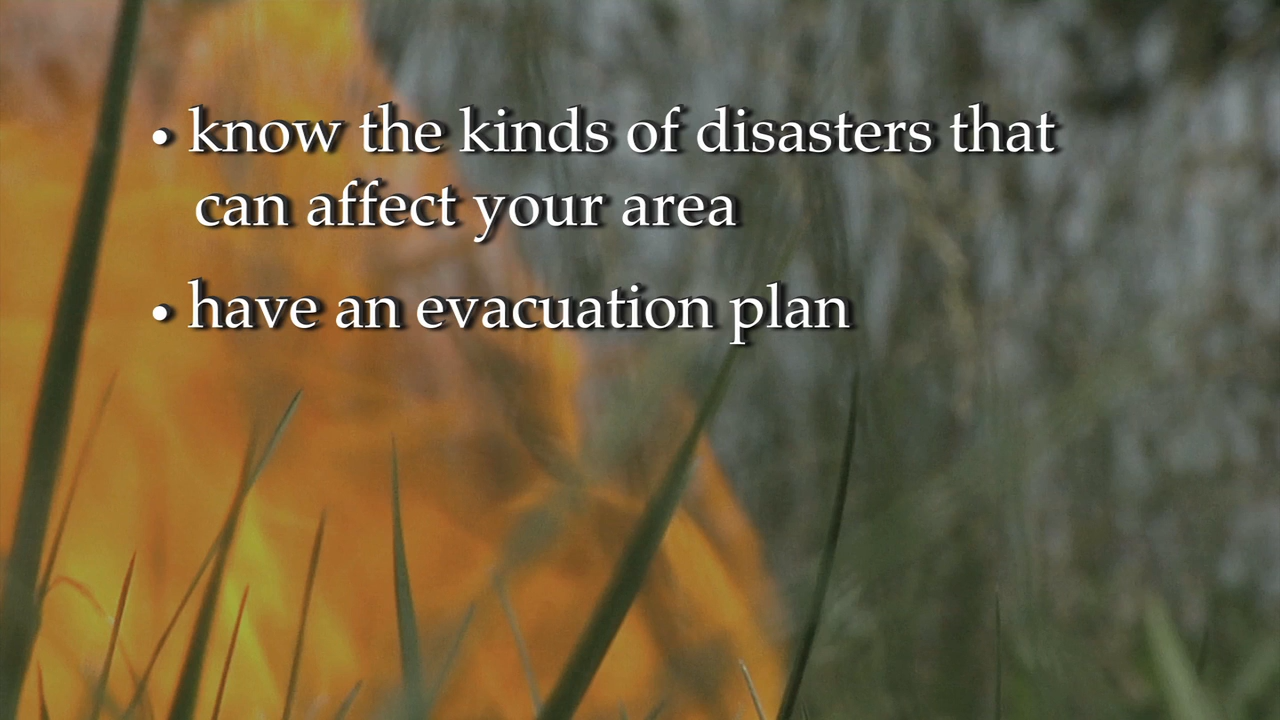 • know the kinds of disasters that
can affect your area
• have an evacuation plan